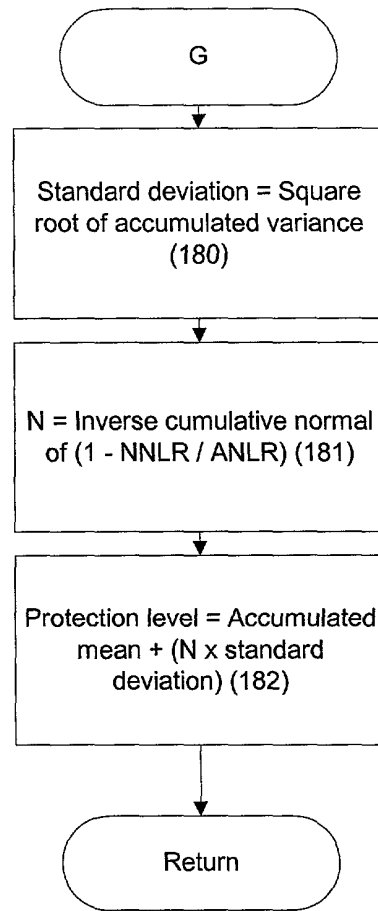 G
Standard deviation = Square
root of accumulated variance
(180)
N = Inverse cumulative normal
of (1 - NNLR / ANLR) (181)
Protection level = Accumulated
mean + (N x standard
deviation) (182)
Return